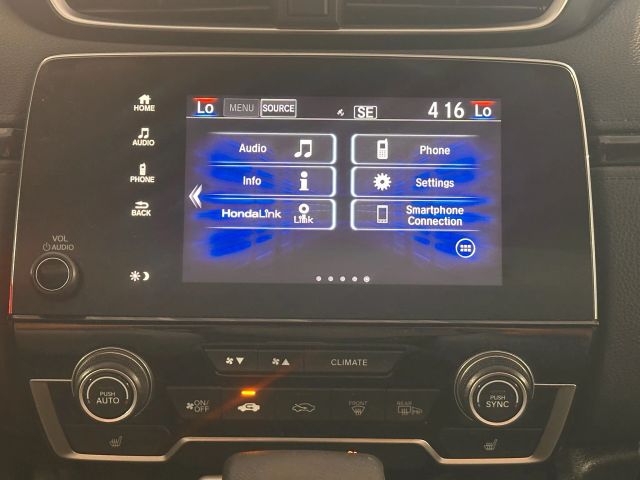 HOME
AUDIO
PHONE
BACK
VOL
AUDIO
Lo MENU SOURCE SE 4 16 Lo
Audio
Phone
Info
Settings
HondaLink
Link
Smartphone
Connection
CLIMATE
PUSH
AUTO
ON/
OFF
FRONT
REAR
PUSH
SYNC